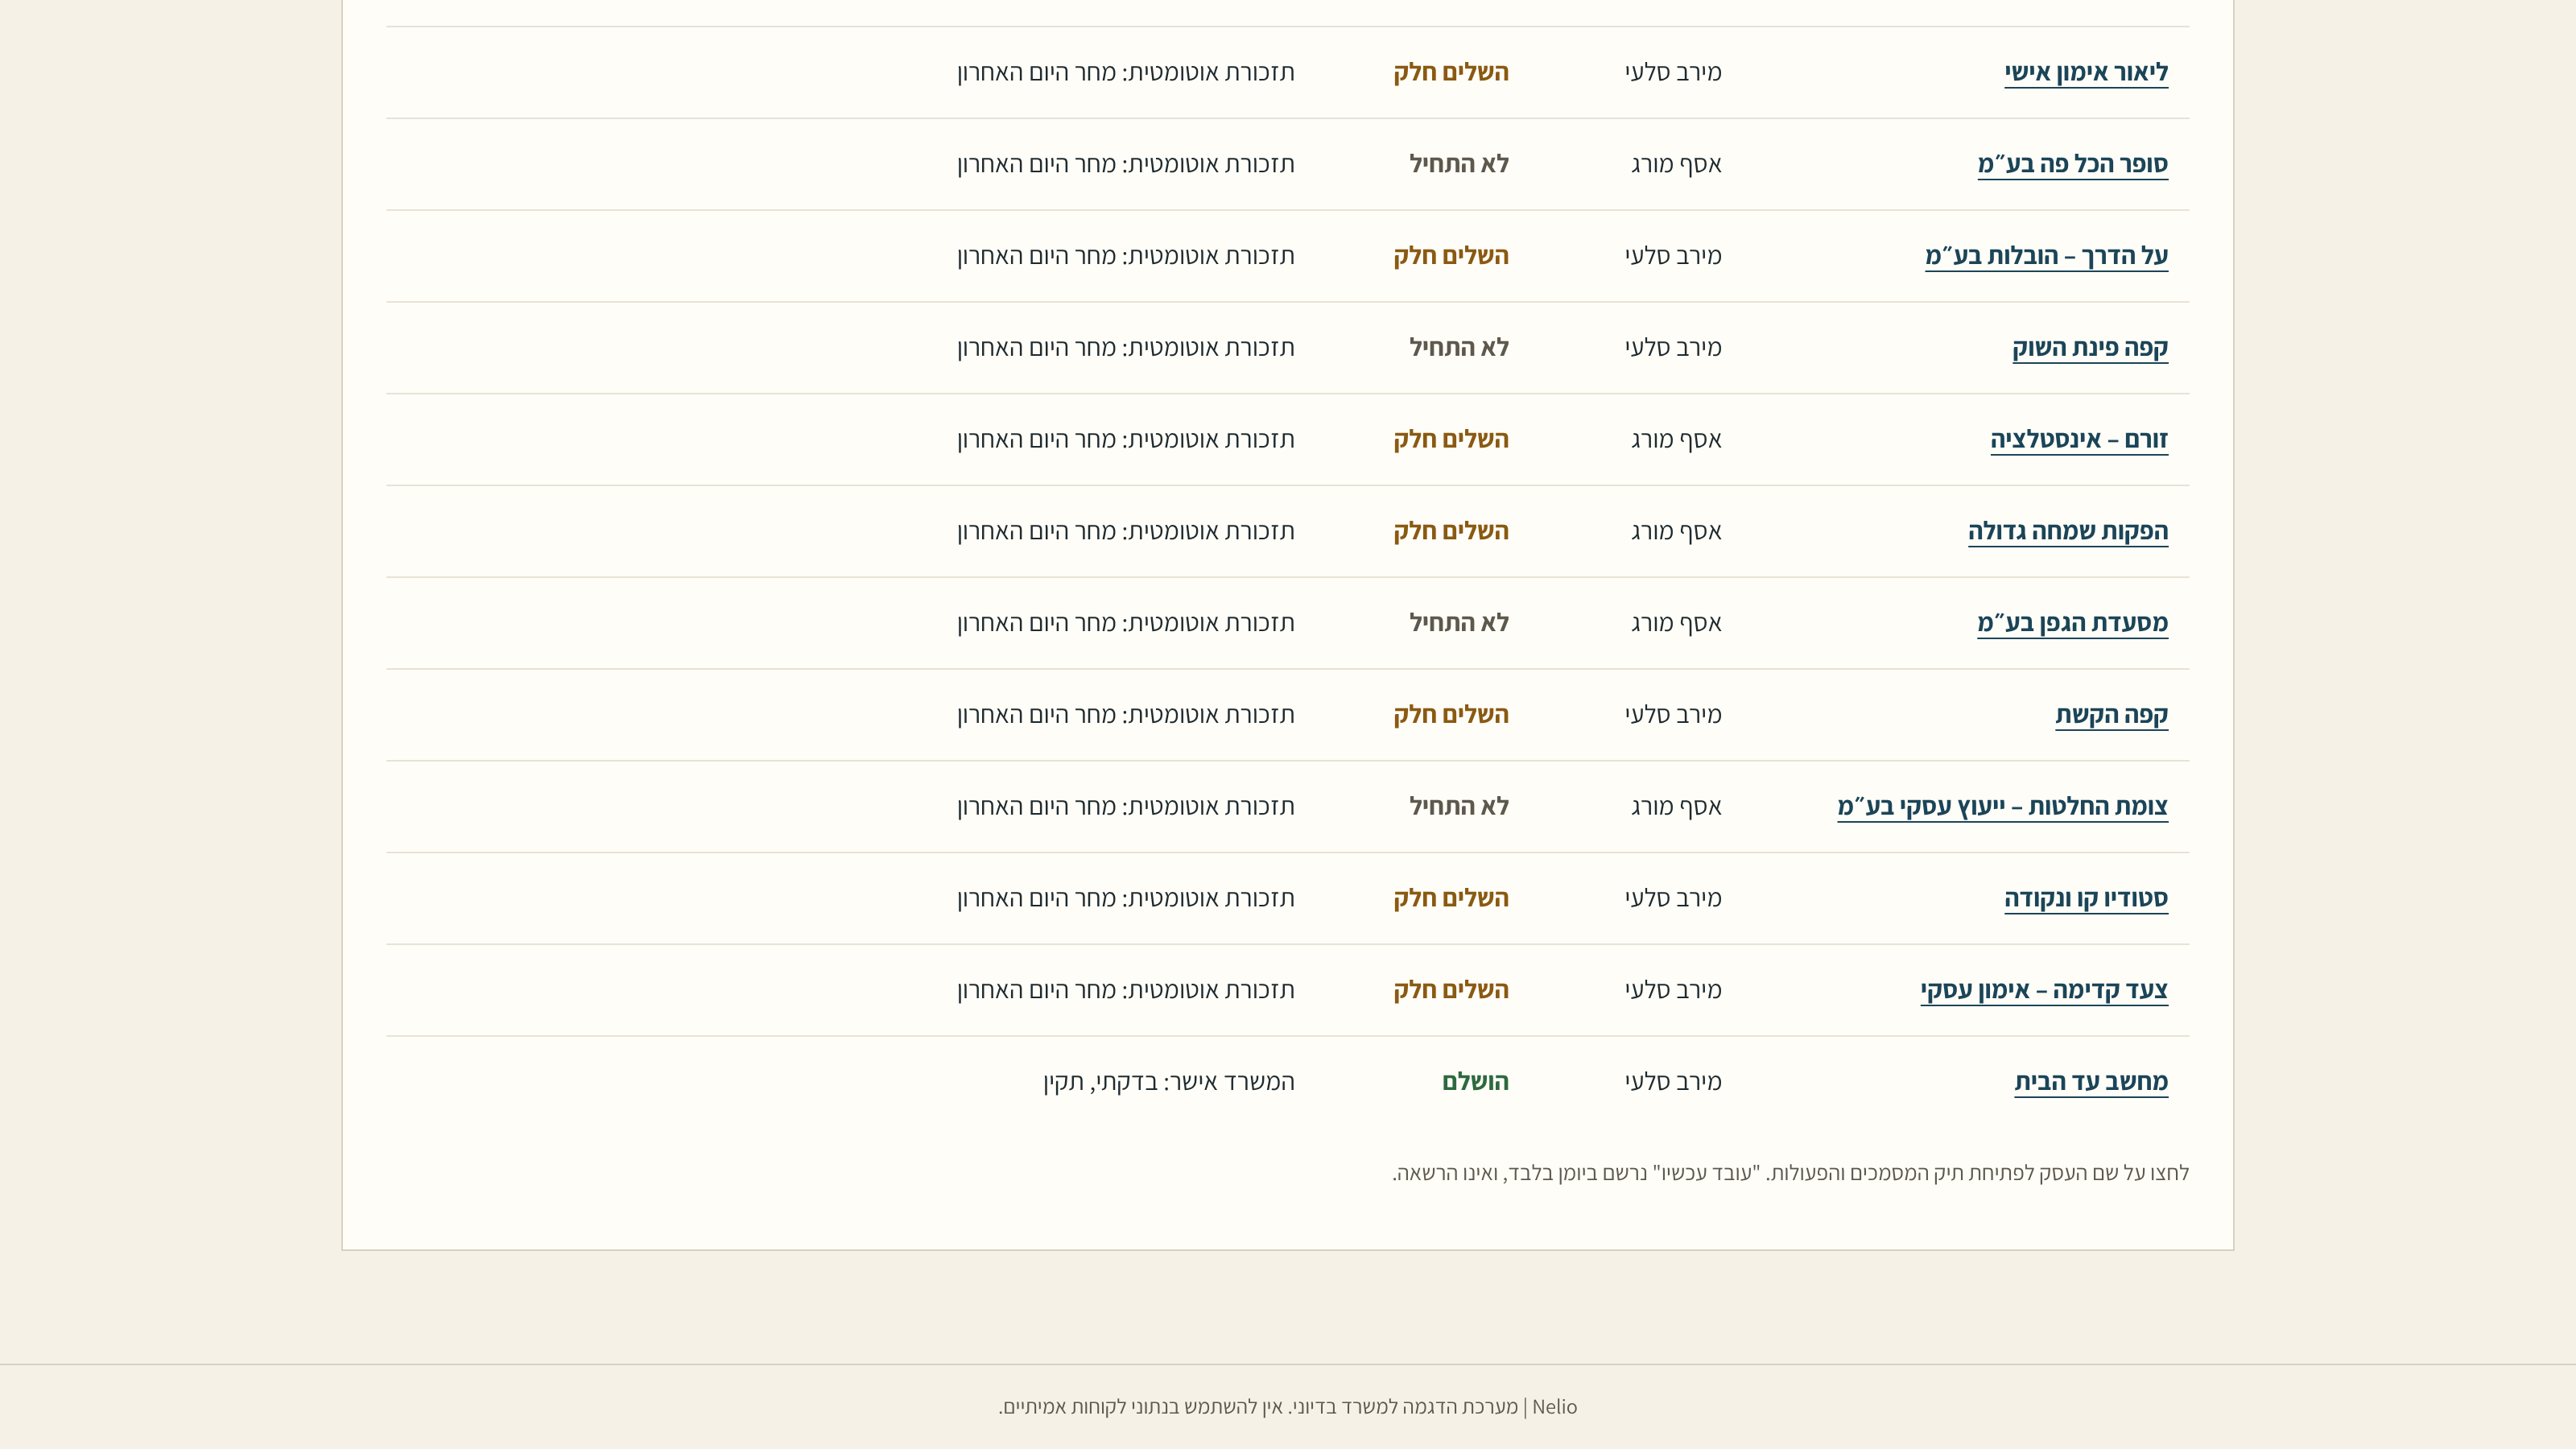 ליאור אימון אישי מירב סלעי השלים חלק תזכורת אוטומטית: מחר היום האחרון
סופר הכל פה בע״מ אסף מורג לא התחיל תזכורת אוטומטית: מחר היום האחרון
על הדרך – הובלות בע״מ מירב סלעי השלים חלק תזכורת אוטומטית: מחר היום האחרון
קפה פינת השוק מירב סלעי לא התחיל תזכורת אוטומטית: מחר היום האחרון
זורם – אינסטלציה אסף מורג השלים חלק תזכורת אוטומטית: מחר היום האחרון
הפקות שמחה גדולה אסף מורג השלים חלק תזכורת אוטומטית: מחר היום האחרון
מסעדת הגפן בע״מ אסף מורג לא התחיל תזכורת אוטומטית: מחר היום האחרון
קפה הקשת מירב סלעי השלים חלק תזכורת אוטומטית: מחר היום האחרון
צומת החלטות – ייעוץ עסקי בע״מ אסף מורג לא התחיל תזכורת אוטומטית: מחר היום האחרון
סטודיו קו ונקודה מירב סלעי השלים חלק תזכורת אוטומטית: מחר היום האחרון
צעד קדימה – אימון עסקי מירב סלעי השלים חלק תזכורת אוטומטית: מחר היום האחרון
מחשב עד הבית מירב סלעי הושלם המשרד אישר: בדקתי, תקין
לחצו על שם העסק לפתיחת תיק המסמכים והפעולות. "עובד עכשיו" נרשם ביומן בלבד, ואינו הרשאה.
Nelio | מערכת הדגמה למשרד בדיוני. אין להשתמש בנתוני לקוחות אמיתיים.